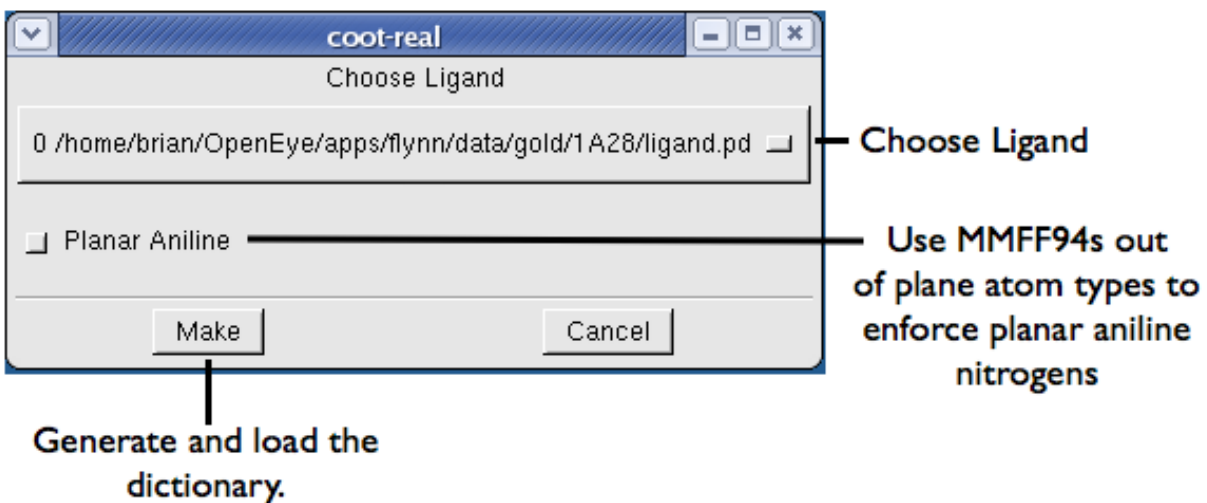 coot-real
Choose Ligand
0 /home/brian/OpenEye/apps/flynn/data/gold/1A28/ligand.pd
Choose Ligand
Planar Aniline
Use MMFF94s out
of plane atom types to
enforce planar aniline
nitrogens
Make
Cancel
Generate and load the
dictionary.